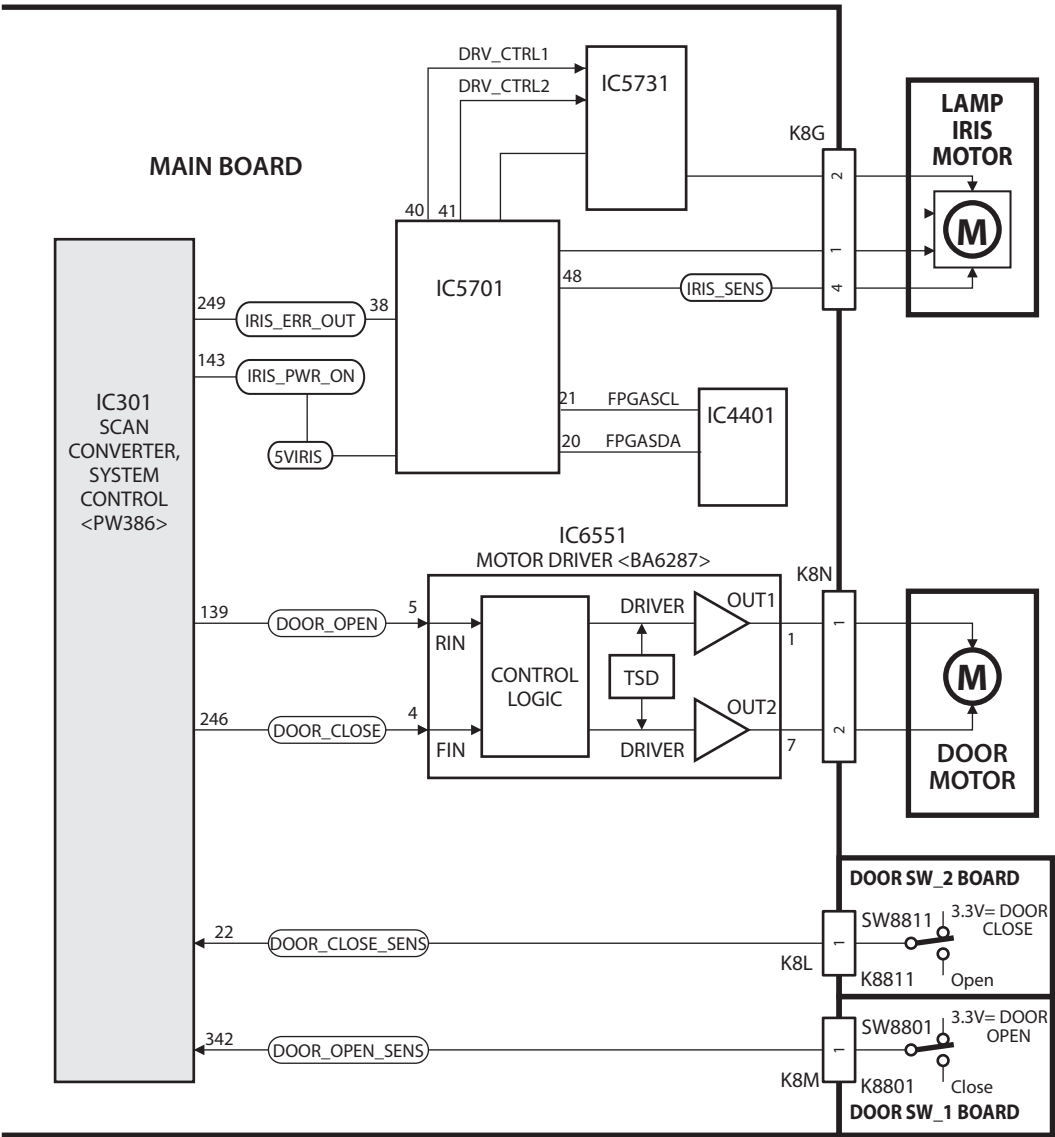 DRV_CTRL1
DRV_CTRL2
IC5731
K8G
LAMP
IRIS
MOTOR
MAIN BOARD
2
M
40
41
IC5701
1
48
IRIS_SENS
4
249
IRIS_ERR_OUT
38
143
IRIS_PWR_ON
5VIRIS
21
FPGASCL
20
FPGASDA
IC4401
IC301
SCAN
CONVERTER,
SYSTEM
CONTROL
<PW386>
IC6551
MOTOR DRIVER <BA6287>
K8N
139
DOOR_OPEN
5
RIN
CONTROL
LOGIC
DRIVER
OUT1
1
1
TSD
M
246
DOOR_CLOSE
4
FIN
DRIVER
OUT2
7
2
DOOR
MOTOR
DOOR SW_2 BOARD
22
DOOR_CLOSE_SENS
1
K8L
SW8811
3.3V= DOOR
CLOSE
K8811
Open
342
DOOR_OPEN_SENS
1
K8M
SW8801
3.3V= DOOR
OPEN
K8801
Close
DOOR SW_1 BOARD